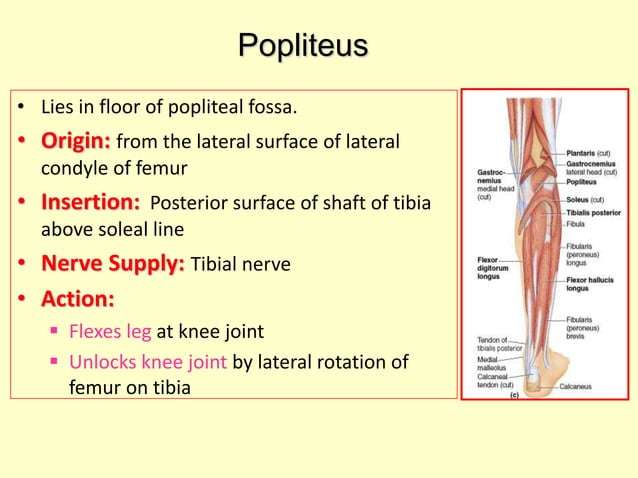 Popliteus
• Lies in floor of popliteal fossa.
• Origin: from the lateral surface of lateral
condyle of femur
• Insertion: Posterior surface of shaft of tibia
above soleal line
• Nerve Supply: Tibial nerve
• Action:
▪ Flexes leg at knee joint
▪ Unlocks knee joint by lateral rotation of
femur on tibia
Plantaris (cut)
Gastrocnemius
lateral head (cut)
Gastroc-
nemius
medial head
(cut)
Popliteus
Soleus (cut)
Tibialis posterior
Fibula
Fibularis
(peroneus)
longus
Flexor
digitorum
longus
Flexor hallucis
longus
Fibularis
(peroneus)
brevis
Tendon of
tibialis posterior
Medial
malleolus
Calcaneal
tendon (cut)
Calcaneus
(c)